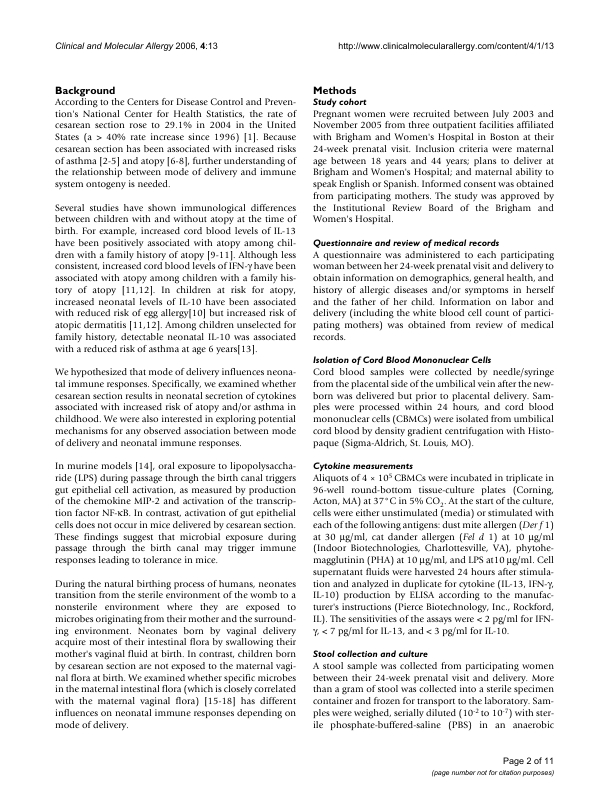 Clinical and Molecular Allergy 2006, 4:13
http://www.clinicalmolecularallergy.com/content/4/1/13
Background
According to the Centers for Disease Control and Preven-
tion's National Center for Health Statistics, the rate of
cesarean section rose to 29.1% in 2004 in the United
States (a > 40% rate increase since 1996) [1]. Because
cesarean section has been associated with increased risks
of asthma [2-5] and atopy [6-8], further understanding of
the relationship between mode of delivery and immune
system ontogeny is needed.
Several studies have shown immunological differences
between children with and without atopy at the time of
birth. For example, increased cord blood levels of IL-13
have been positively associated with atopy among chil-
dren with a family history of atopy [9-11]. Although less
consistent, increased cord blood levels of IFN-γ have been
associated with atopy among children with a family his-
tory of atopy [11,12]. In children at risk for atopy,
increased neonatal levels of IL-10 have been associated
with reduced risk of egg allergy[10] but increased risk of
atopic dermatitis [11,12]. Among children unselected for
family history, detectable neonatal IL-10 was associated
with a reduced risk of asthma at age 6 years[13].
We hypothesized that mode of delivery influences neona-
tal immune responses. Specifically, we examined whether
cesarean section results in neonatal secretion of cytokines
associated with increased risk of atopy and/or asthma in
childhood. We were also interested in exploring potential
mechanisms for any observed association between mode
of delivery and neonatal immune responses.
In murine models [14], oral exposure to lipopolysaccha-
ride (LPS) during passage through the birth canal triggers
gut epithelial cell activation, as measured by production
of the chemokine MIP-2 and activation of the transcrip-
tion factor NF-κB. In contrast, activation of gut epithelial
cells does not occur in mice delivered by cesarean section.
These findings suggest that microbial exposure during
passage through the birth canal may trigger immune
responses leading to tolerance in mice.
During the natural birthing process of humans, neonates
transition from the sterile environment of the womb to a
nonsterile environment where they are exposed to
microbes originating from their mother and the surround-
ing environment. Neonates born by vaginal delivery
acquire most of their intestinal flora by swallowing their
mother's vaginal fluid at birth. In contrast, children born
by cesarean section are not exposed to the maternal vagi-
nal flora at birth. We examined whether specific microbes
in the maternal intestinal flora (which is closely correlated
with the maternal vaginal flora) [15-18] has different
influences on neonatal immune responses depending on
mode of delivery.
Methods
Study cohort
Pregnant women were recruited between July 2003 and
November 2005 from three outpatient facilities affiliated
with Brigham and Women's Hospital in Boston at their
24-week prenatal visit. Inclusion criteria were maternal
age between 18 years and 44 years; plans to deliver at
Brigham and Women's Hospital; and maternal ability to
speak English or Spanish. Informed consent was obtained
from participating mothers. The study was approved by
the Institutional Review Board of the Brigham and
Women's Hospital.
Questionnaire and review of medical records
A questionnaire was administered to each participating
woman between her 24-week prenatal visit and delivery to
obtain information on demographics, general health, and
history of allergic diseases and/or symptoms in herself
and the father of her child. Information on labor and
delivery (including the white blood cell count of partici-
pating mothers) was obtained from review of medical
records.
Isolation of Cord Blood Mononuclear Cells
Cord blood samples were collected by needle/syringe
from the placental side of the umbilical vein after the new-
born was delivered but prior to placental delivery. Sam-
ples were processed within 24 hours, and cord blood
mononuclear cells (CBMCs) were isolated from umbilical
cord blood by density gradient centrifugation with Histo-
paque (Sigma-Aldrich, St. Louis, MO).
Cytokine measurements
Aliquots of 4 × 10⁵ CBMCs were incubated in triplicate in
96-well round-bottom tissue-culture plates (Corning,
Acton, MA) at 37°C in 5% CO₂. At the start of the culture,
cells were either unstimulated (media) or stimulated with
each of the following antigens: dust mite allergen (Der f 1)
at 30 μg/ml, cat dander allergen (Fel d 1) at 10 μg/ml
(Indoor Biotechnologies, Charlottesville, VA), phytohe-
magglutinin (PHA) at 10 μg/ml, and LPS at10 μg/ml. Cell
supernatant fluids were harvested 24 hours after stimula-
tion and analyzed in duplicate for cytokine (IL-13, IFN-γ,
IL-10) production by ELISA according to the manufac-
turer's instructions (Pierce Biotechnology, Inc., Rockford,
IL). The sensitivities of the assays were < 2 pg/ml for IFN-
γ, < 7 pg/ml for IL-13, and < 3 pg/ml for IL-10.
Stool collection and culture
A stool sample was collected from participating women
between their 24-week prenatal visit and delivery. More
than a gram of stool was collected into a sterile specimen
container and frozen for transport to the laboratory. Sam-
ples were weighed, serially diluted (10⁻² to 10⁻⁷) with ster-
ile phosphate-buffered-saline (PBS) in an anaerobic
Page 2 of 11
(page number not for citation purposes)